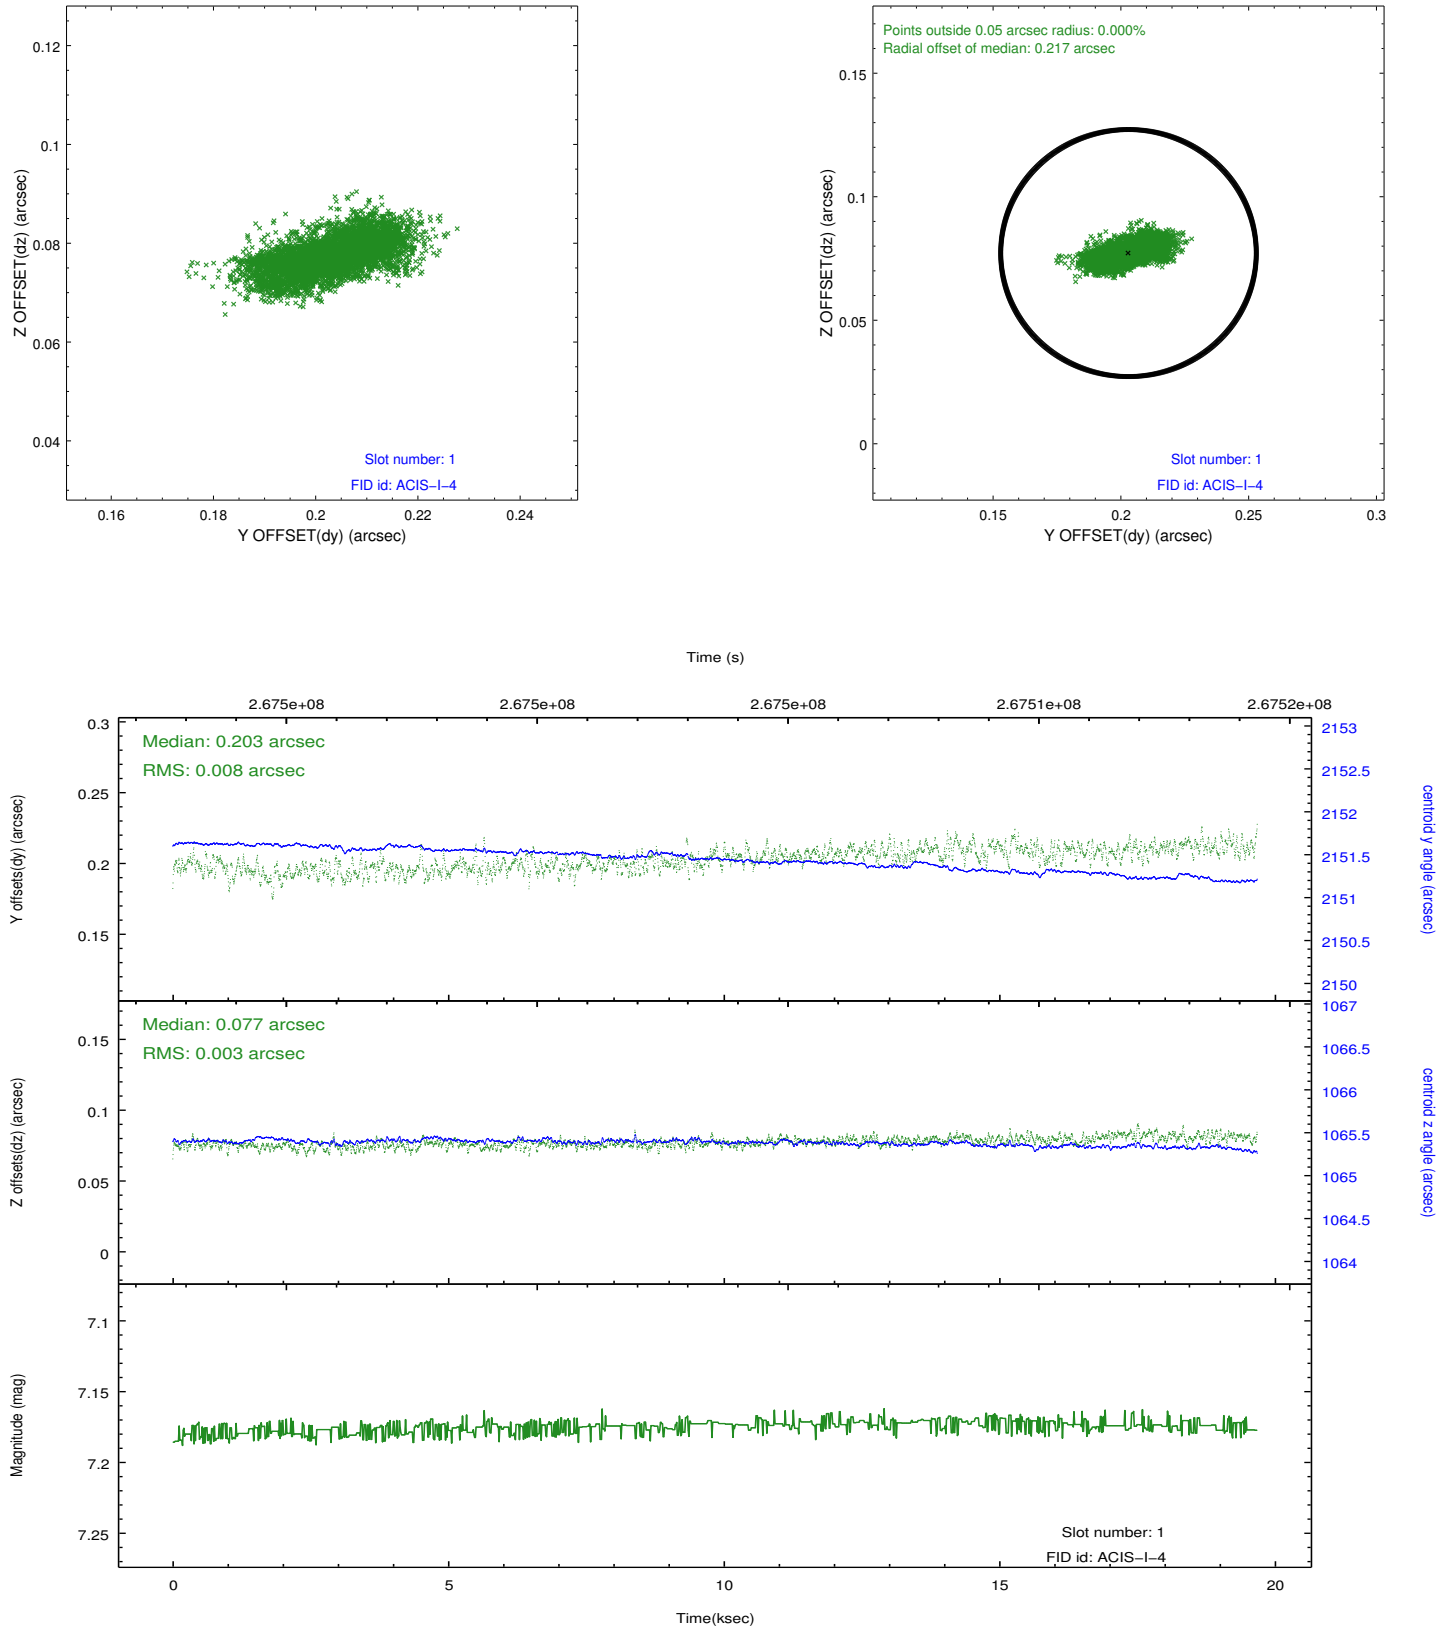 0.12
0.1
0.08
0.06
0.04
Z OFFSET(dz) (arcsec)
Slot number: 1
FID id: ACIS−I−4
0.16
0.18
0.2
0.22
0.24
Y OFFSET(dy) (arcsec)
Points outside 0.05 arcsec radius: 0.000%
Radial offset of median: 0.217 arcsec
0.15
0.1
0.05
0
Z OFFSET(dz) (arcsec)
Slot number: 1
FID id: ACIS−I−4
0.15
0.2
0.25
0.3
Y OFFSET(dy) (arcsec)
Time (s)
2.675e+08
2.675e+08
2.675e+08
2.6751e+08
2.6752e+08
Median: 0.203 arcsec
RMS: 0.008 arcsec
0.3
0.25
0.2
0.15
Y offsets(dy) (arcsec)
2153
2152.5
2152
2151.5
2151
2150.5
2150
centroid y angle (arcsec)
Median: 0.077 arcsec
RMS: 0.003 arcsec
0.15
0.1
0.05
0
Z offsets(dz) (arcsec)
1067
1066.5
1066
1065.5
1065
1064.5
1064
centroid z angle (arcsec)
7.1
7.15
7.2
7.25
Magnitude (mag)
Slot number: 1
FID id: ACIS−I−4
0
5
10
15
20
Time(ksec)